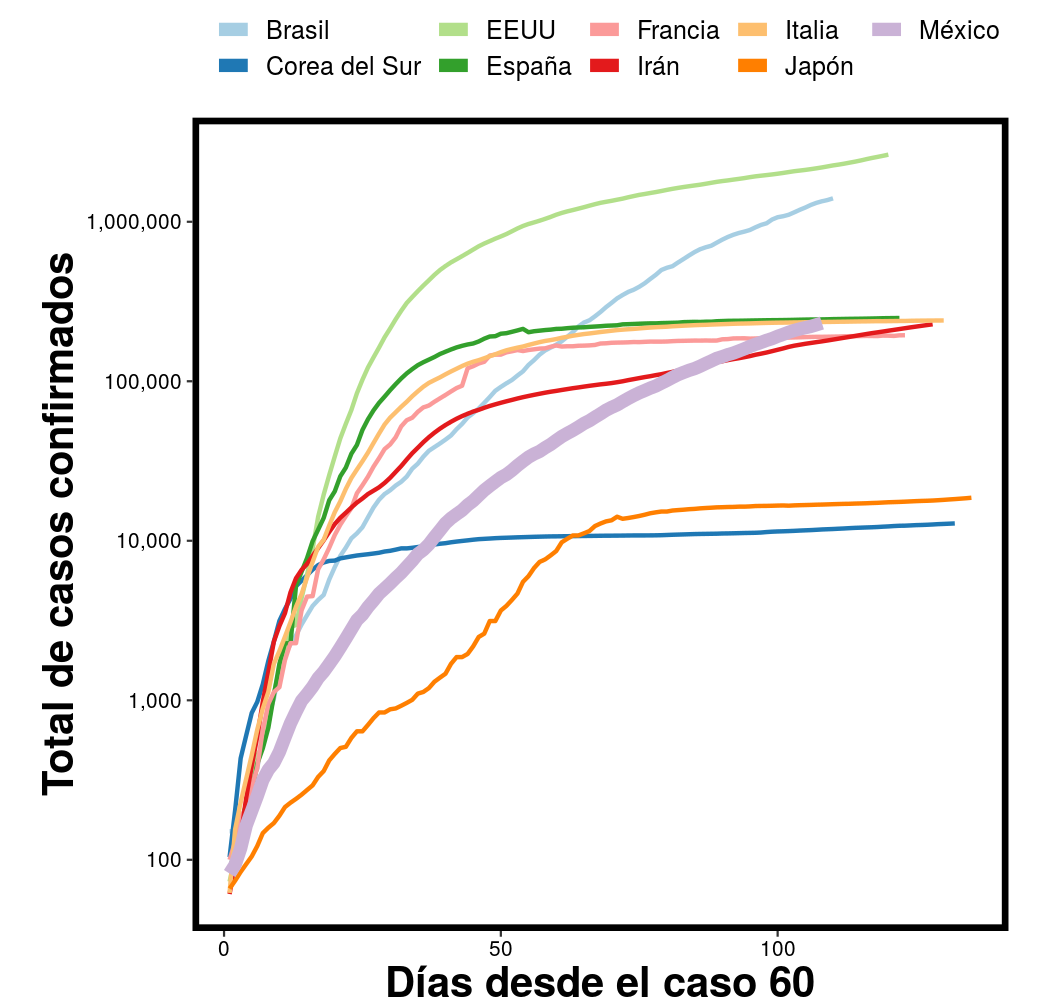 Brasil EEUU Francia Italia México
Corea del Sur España Irán Japón
Total de casos confirmados
1,000,000
100,000
10,000
1,000
100
0 50 100
Días desde el caso 60